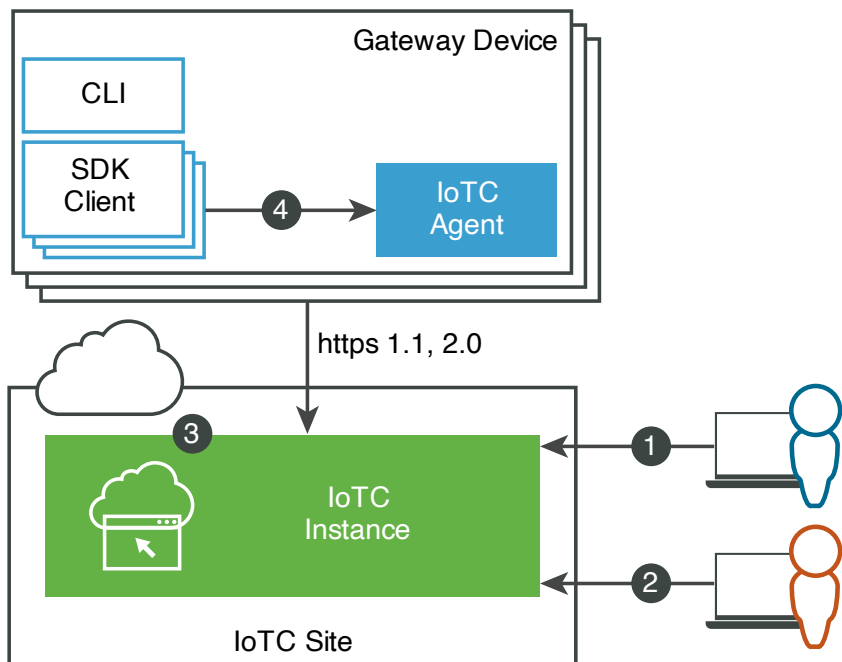 Gateway Device
CLI
SDK
Client
4
IoTC
Agent
https 1.1, 2.0
3
1
IoTC
Instance
2
IoTC Site